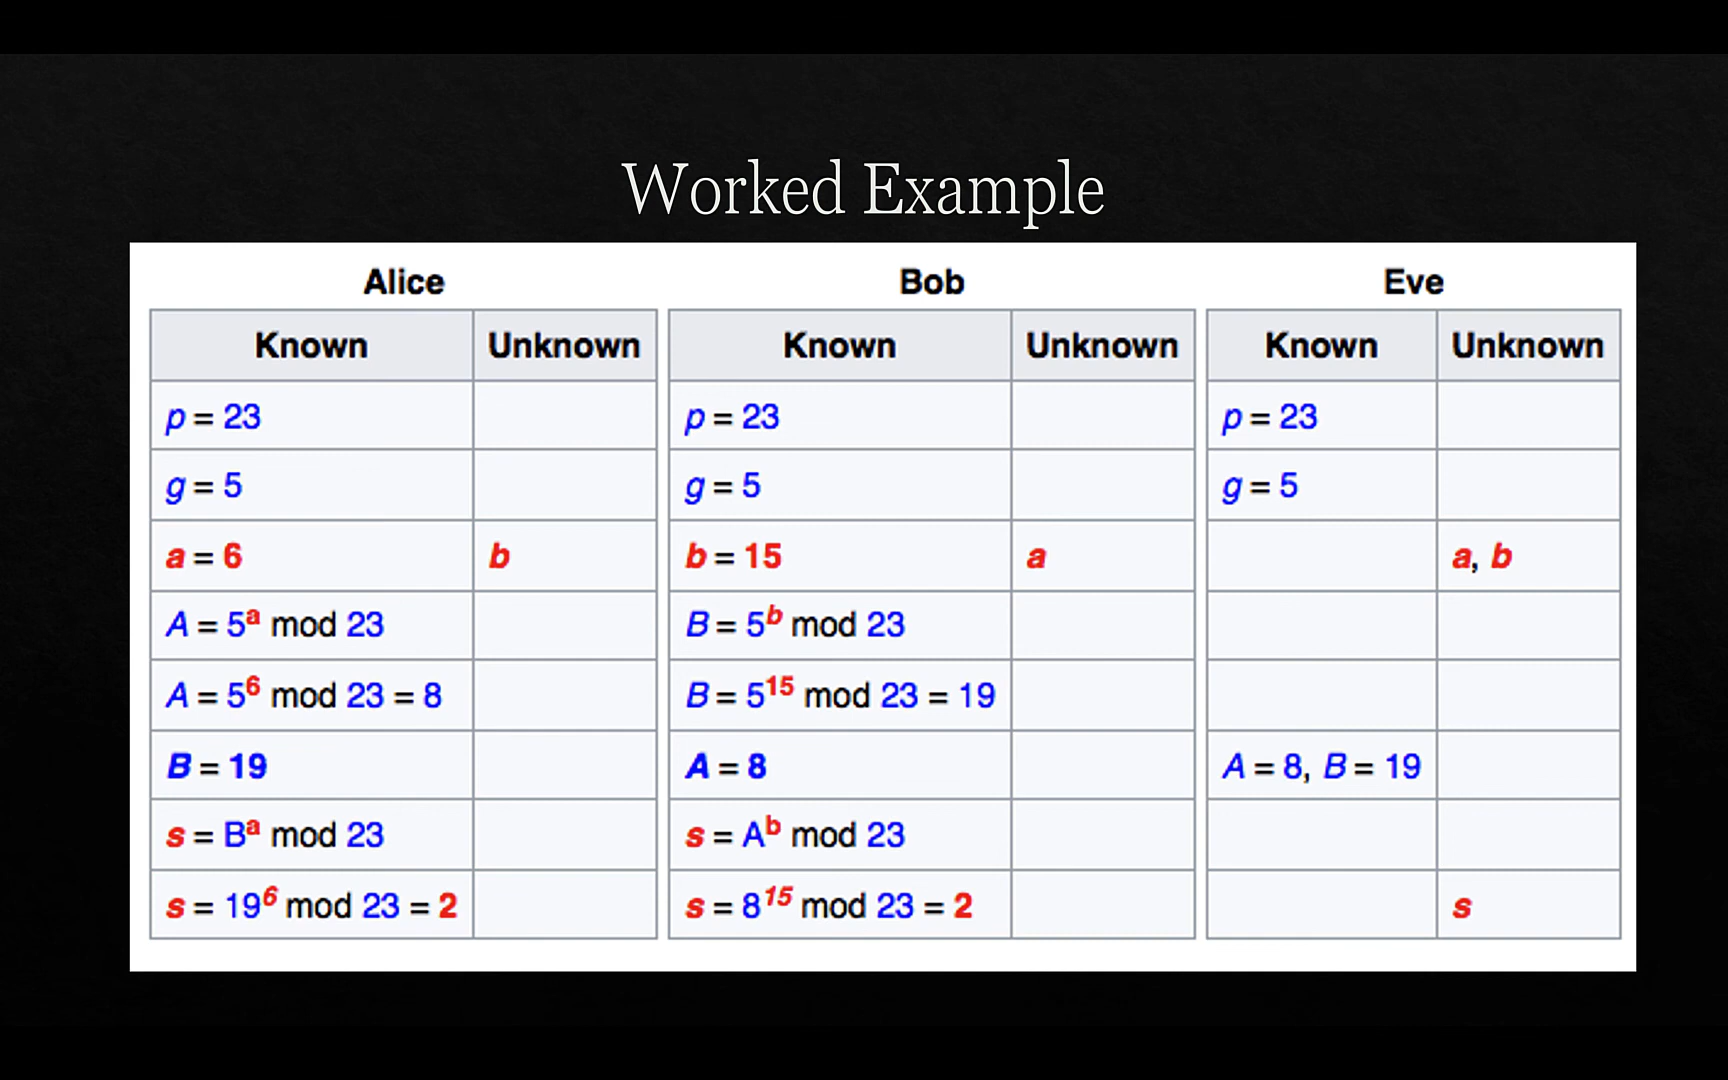 Worked Example
Alice Bob Eve
Known Unknown Known Unknown Known Unknown
p = 23 p = 23 p = 23
g = 5 g = 5 g = 5
a = 6 b b = 15 a a, b
A = 5ᵃ mod 23 B = 5ᵇ mod 23
A = 5⁶ mod 23 = 8 B = 5¹⁵ mod 23 = 19
B = 19 A = 8 A = 8, B = 19
s = Bᵃ mod 23 s = Aᵇ mod 23
s = 19⁶ mod 23 = 2 s = 8¹⁵ mod 23 = 2 s